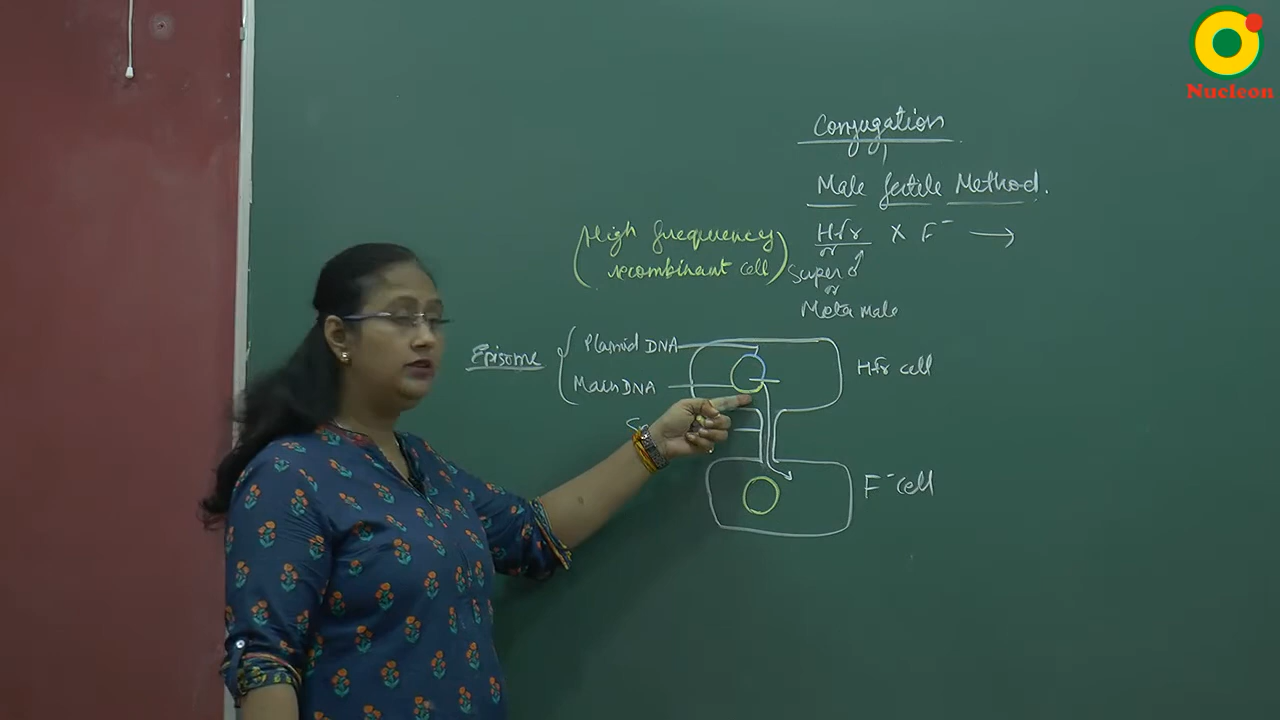 Nucleon
Conjugation
Male fertile Method.
Hfr x F⁻ →
or
Super ♂
or
Meta male
(High frequency
recombinant cell)
Episome
Plasmid DNA
Main DNA
Hfr cell
F⁻ cell